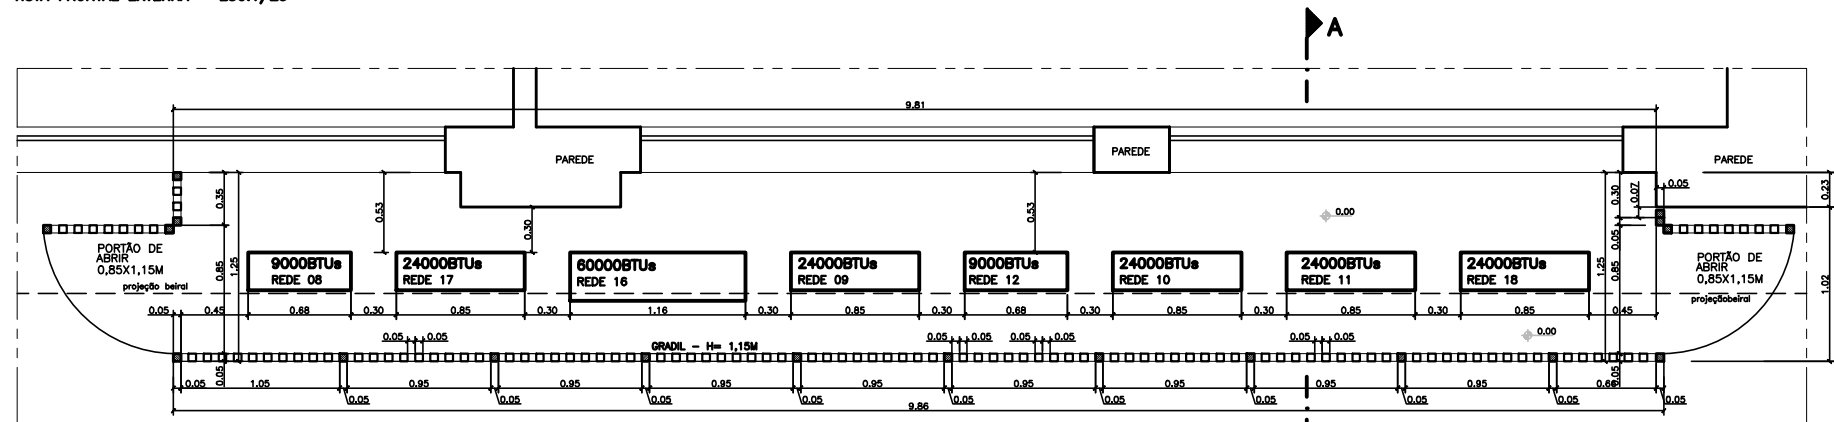 A
9.81
PAREDE
PAREDE
PAREDE
0.35
0.53
0.30
0.53
0.00
0.30
0.07
0.05
0.23
PORTÃO DE
ABRIR
0,85X1,15M
projeção beiral
0.85
1.25
9000BTUs
REDE 08
24000BTUs
REDE 17
60000BTUs
REDE 16
24000BTUs
REDE 09
9000BTUs
REDE 12
24000BTUs
REDE 10
24000BTUs
REDE 11
24000BTUs
REDE 18
1.25
0.05
0.85
PORTÃO DE
ABRIR
0,85X1,15M
projeçãobeiral
1.02
0.05
0.45
0.68
0.30
0.85
0.30
1.16
0.30
0.85
0.30
0.68
0.30
0.85
0.30
0.85
0.30
0.85
0.45
0.05
0.05
GRADIL - H= 1,15M
0.05
0.05
0.05
0.05
0.05
0.05
0.00
0.05
0.05
0.05
1.05
0.95
0.95
0.95
0.95
0.95
0.95
0.95
0.95
0.05
0.05
0.05
0.05
0.05
0.05
0.05
0.05
0.05
0.05
9.86